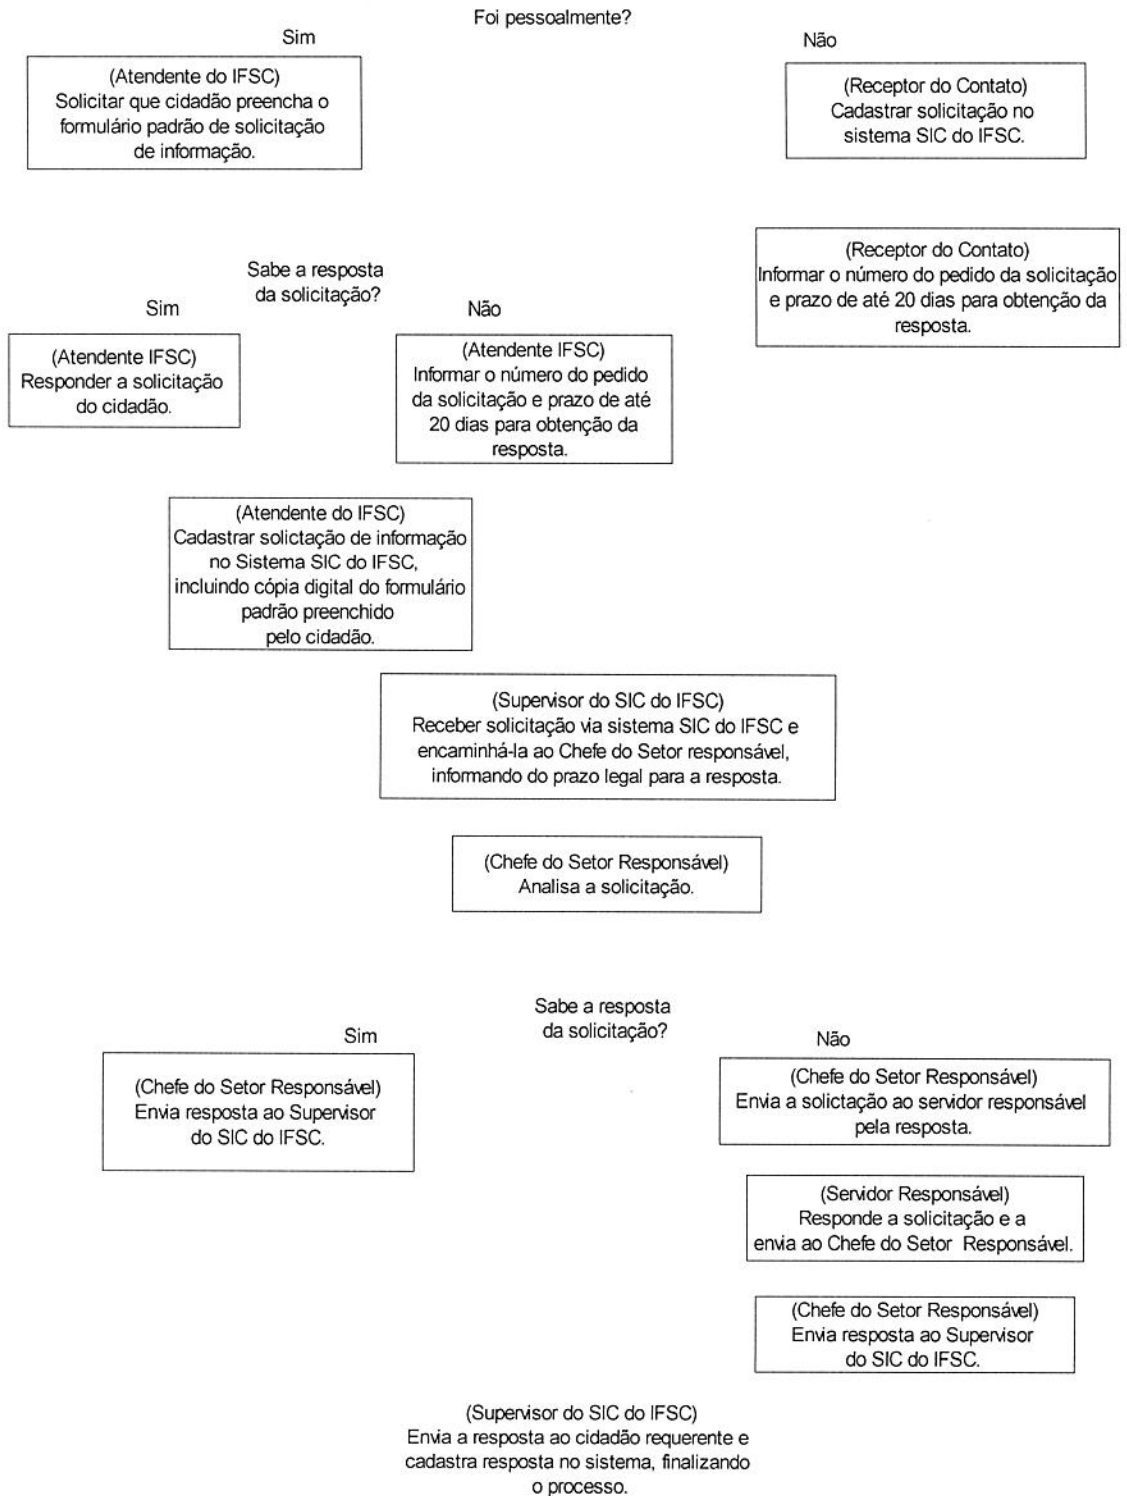 Foi pessoalmente?
Sim
Não
(Atendente do IFSC)
Solicitar que cidadão preencha o
formulário padrão de solicitação
de informação.
(Receptor do Contato)
Cadastrar solicitação no
sistema SIC do IFSC.
(Receptor do Contato)
Informar o número do pedido da solicitação
e prazo de até 20 dias para obtenção da
resposta.
Sabe a resposta
da solicitação?
Sim
Não
(Atendente IFSC)
Responder a solicitação
do cidadão.
(Atendente IFSC)
Informar o número do pedido
da solicitação e prazo de até
20 dias para obtenção da
resposta.
(Atendente do IFSC)
Cadastrar solictação de informação
no Sistema SIC do IFSC,
incluindo cópia digital do formulário
padrão preenchido
pelo cidadão.
(Supervisor do SIC do IFSC)
Receber solicitação via sistema SIC do IFSC e
encaminhá-la ao Chefe do Setor responsável,
informando do prazo legal para a resposta.
(Chefe do Setor Responsável)
Analisa a solicitação.
Sabe a resposta
da solicitação?
Sim
Não
(Chefe do Setor Responsável)
Envia resposta ao Supervisor
do SIC do IFSC.
(Chefe do Setor Responsável)
Envia a solictação ao servidor responsável
pela resposta.
(Servidor Responsável)
Responde a solicitação e a
envia ao Chefe do Setor Responsável.
(Chefe do Setor Responsável)
Envia resposta ao Supervisor
do SIC do IFSC.
(Supervisor do SIC do IFSC)
Envia a resposta ao cidadão requerente e
cadastra resposta no sistema, finalizando
o processo.